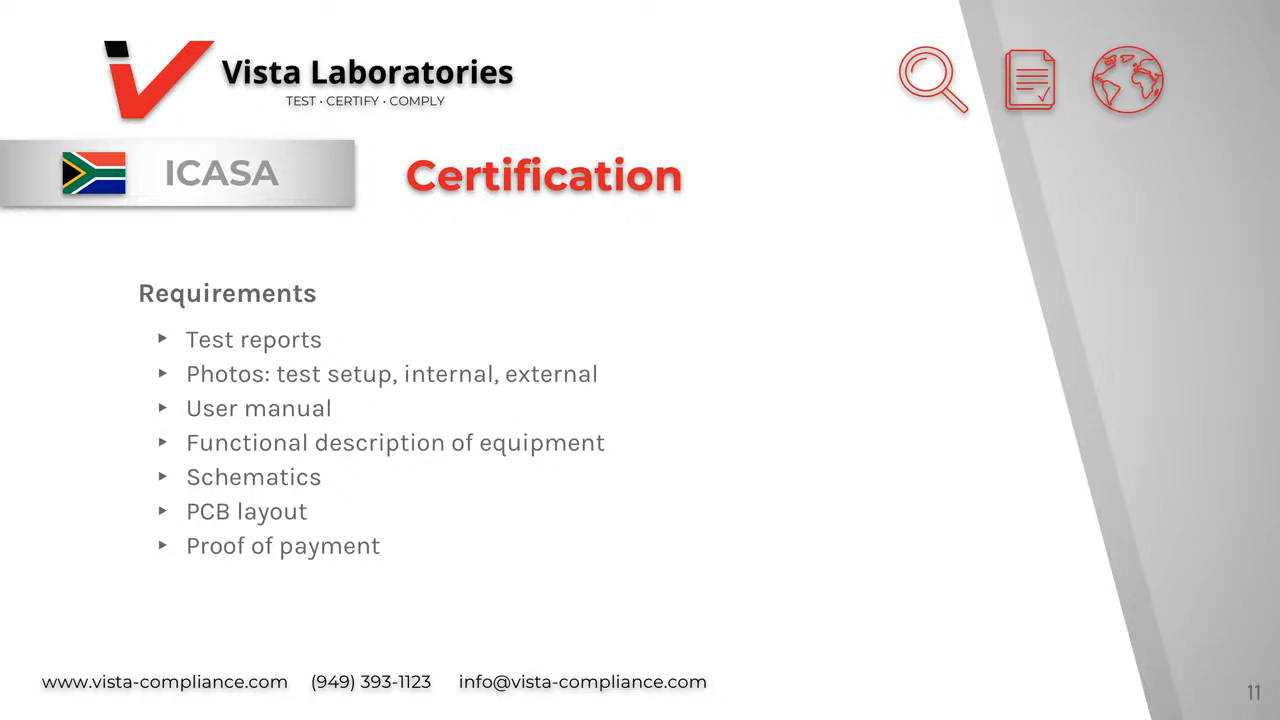 Vista Laboratories
TEST · CERTIFY · COMPLY
ICASA
Certification
Requirements
‣ Test reports
‣ Photos: test setup, internal, external
‣ User manual
‣ Functional description of equipment
‣ Schematics
‣ PCB layout
‣ Proof of payment
www.vista-compliance.com (949) 393-1123 info@vista-compliance.com
11